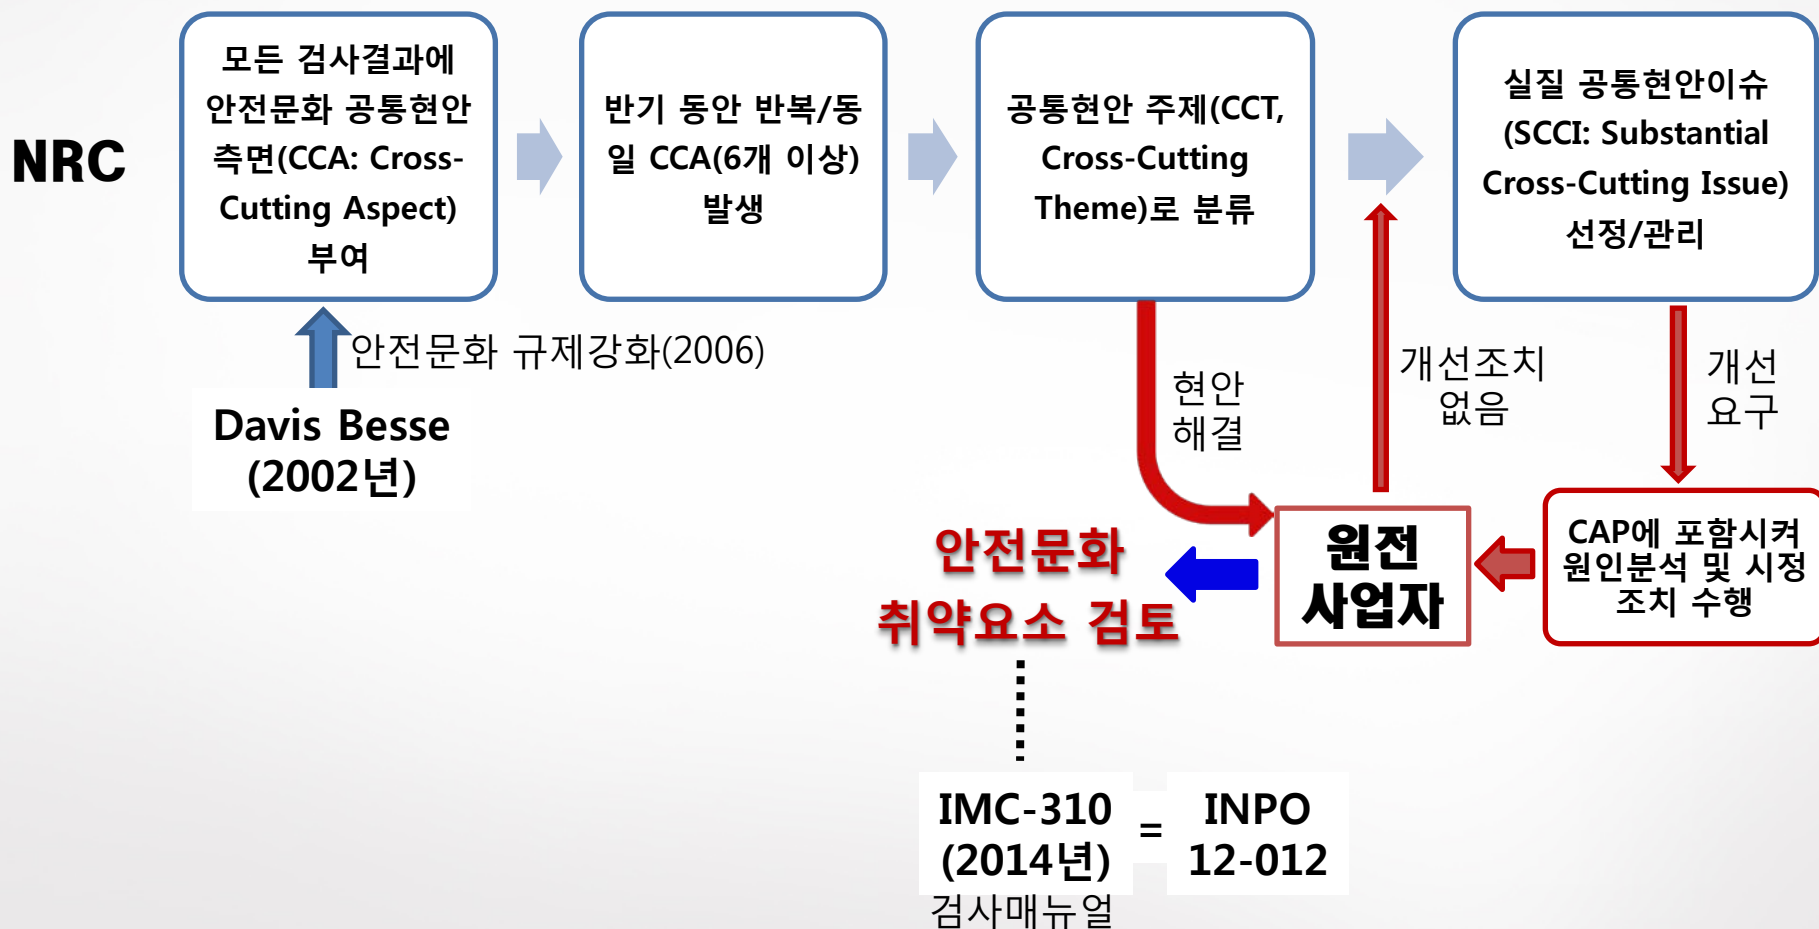 NRC
모든 검사결과에
안전문화 공통현안
측면(CCA: Cross-
Cutting Aspect)
부여
반기 동안 반복/동
일 CCA(6개 이상)
발생
공통현안 주제(CCT,
Cross-Cutting
Theme)로 분류
실질 공통현안이슈
(SCCI: Substantial
Cross-Cutting Issue)
선정/관리
안전문화 규제강화(2006)
Davis Besse
(2002년)
현안
해결
개선조치
없음
개선
요구
안전문화
취약요소 검토
원전
사업자
CAP에 포함시켜
원인분석 및 시정
조치 수행
IMC-310
(2014년)
검사매뉴얼
=
INPO
12-012